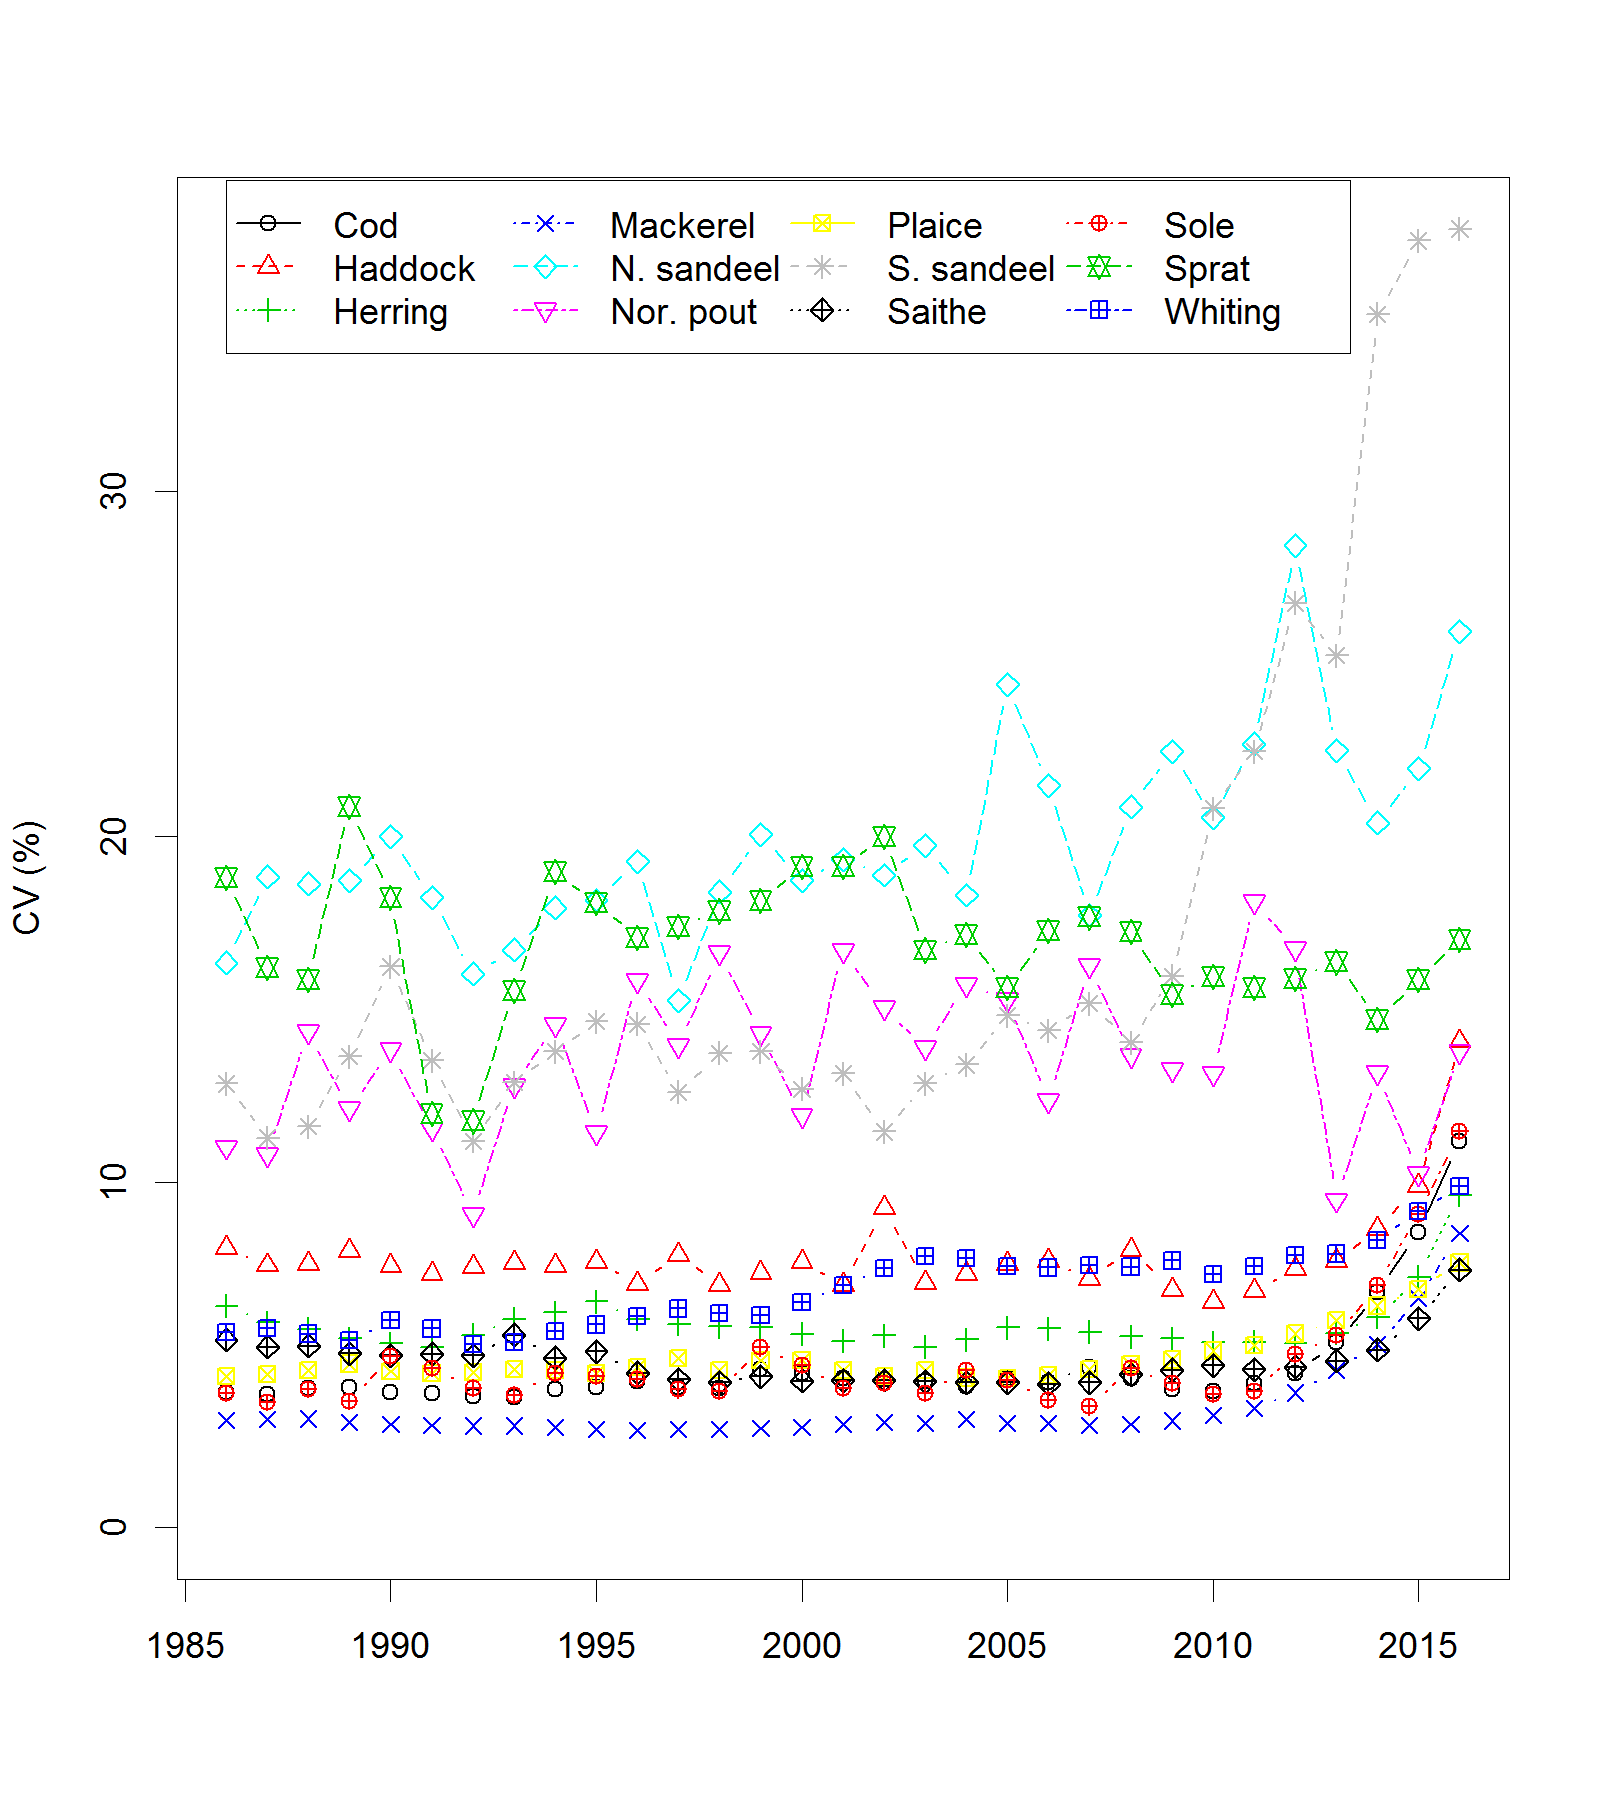 Cod Mackerel Plaice Sole
Haddock N. sandeel S. sandeel Sprat
Herring Nor. pout Saithe Whiting
30
20
10
0
CV (%)
1985 1990 1995 2000 2005 2010 2015